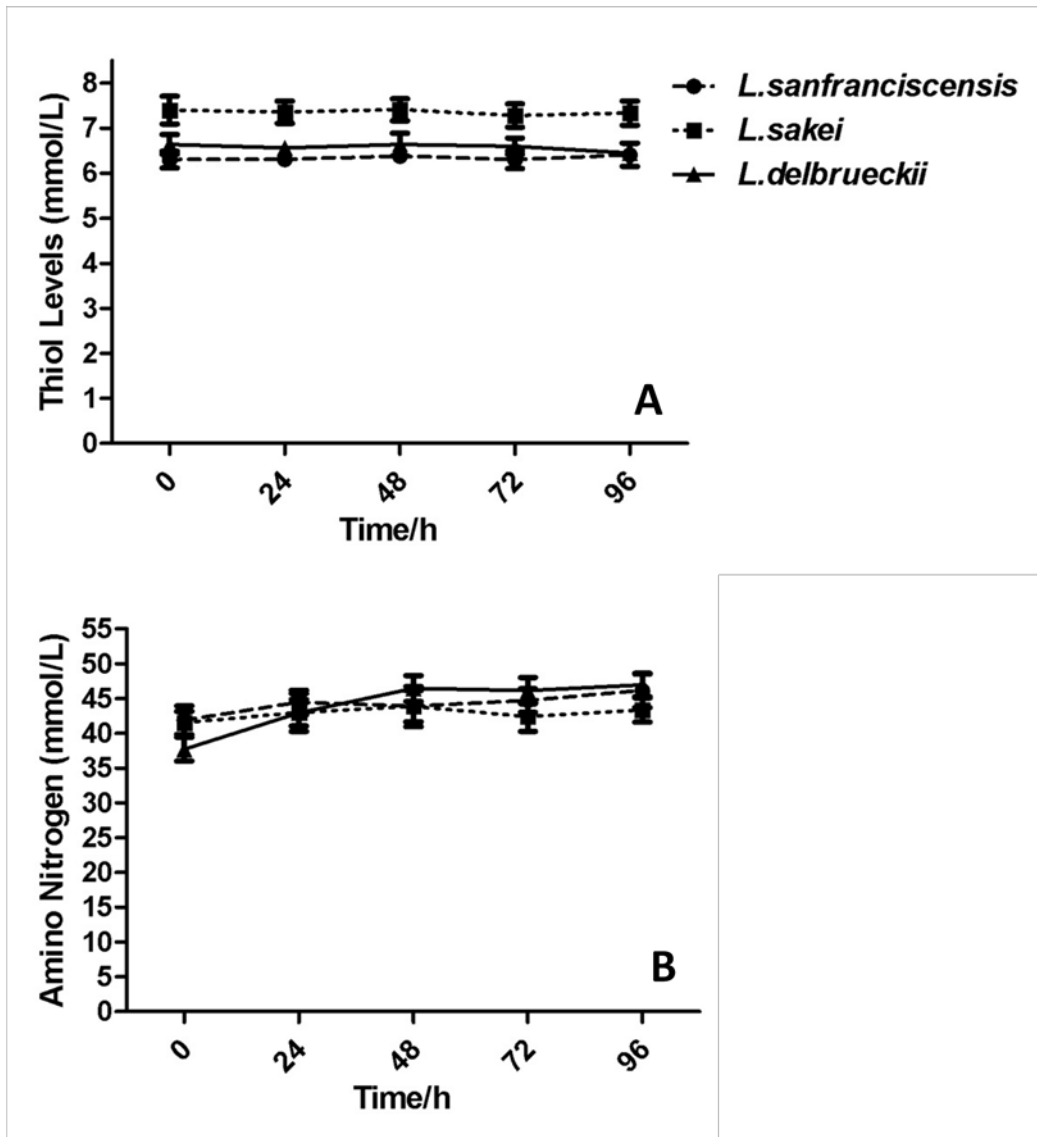 8
7
6
5
4
3
2
1
0
Thiol Levels (mmol/L)
L.sanfranciscensis
L.sakei
L.delbrueckii
A
0 24 48 72 96
Time/h
55
50
45
40
35
30
25
20
15
10
5
0
Amino Nitrogen (mmol/L)
B
0 24 48 72 96
Time/h